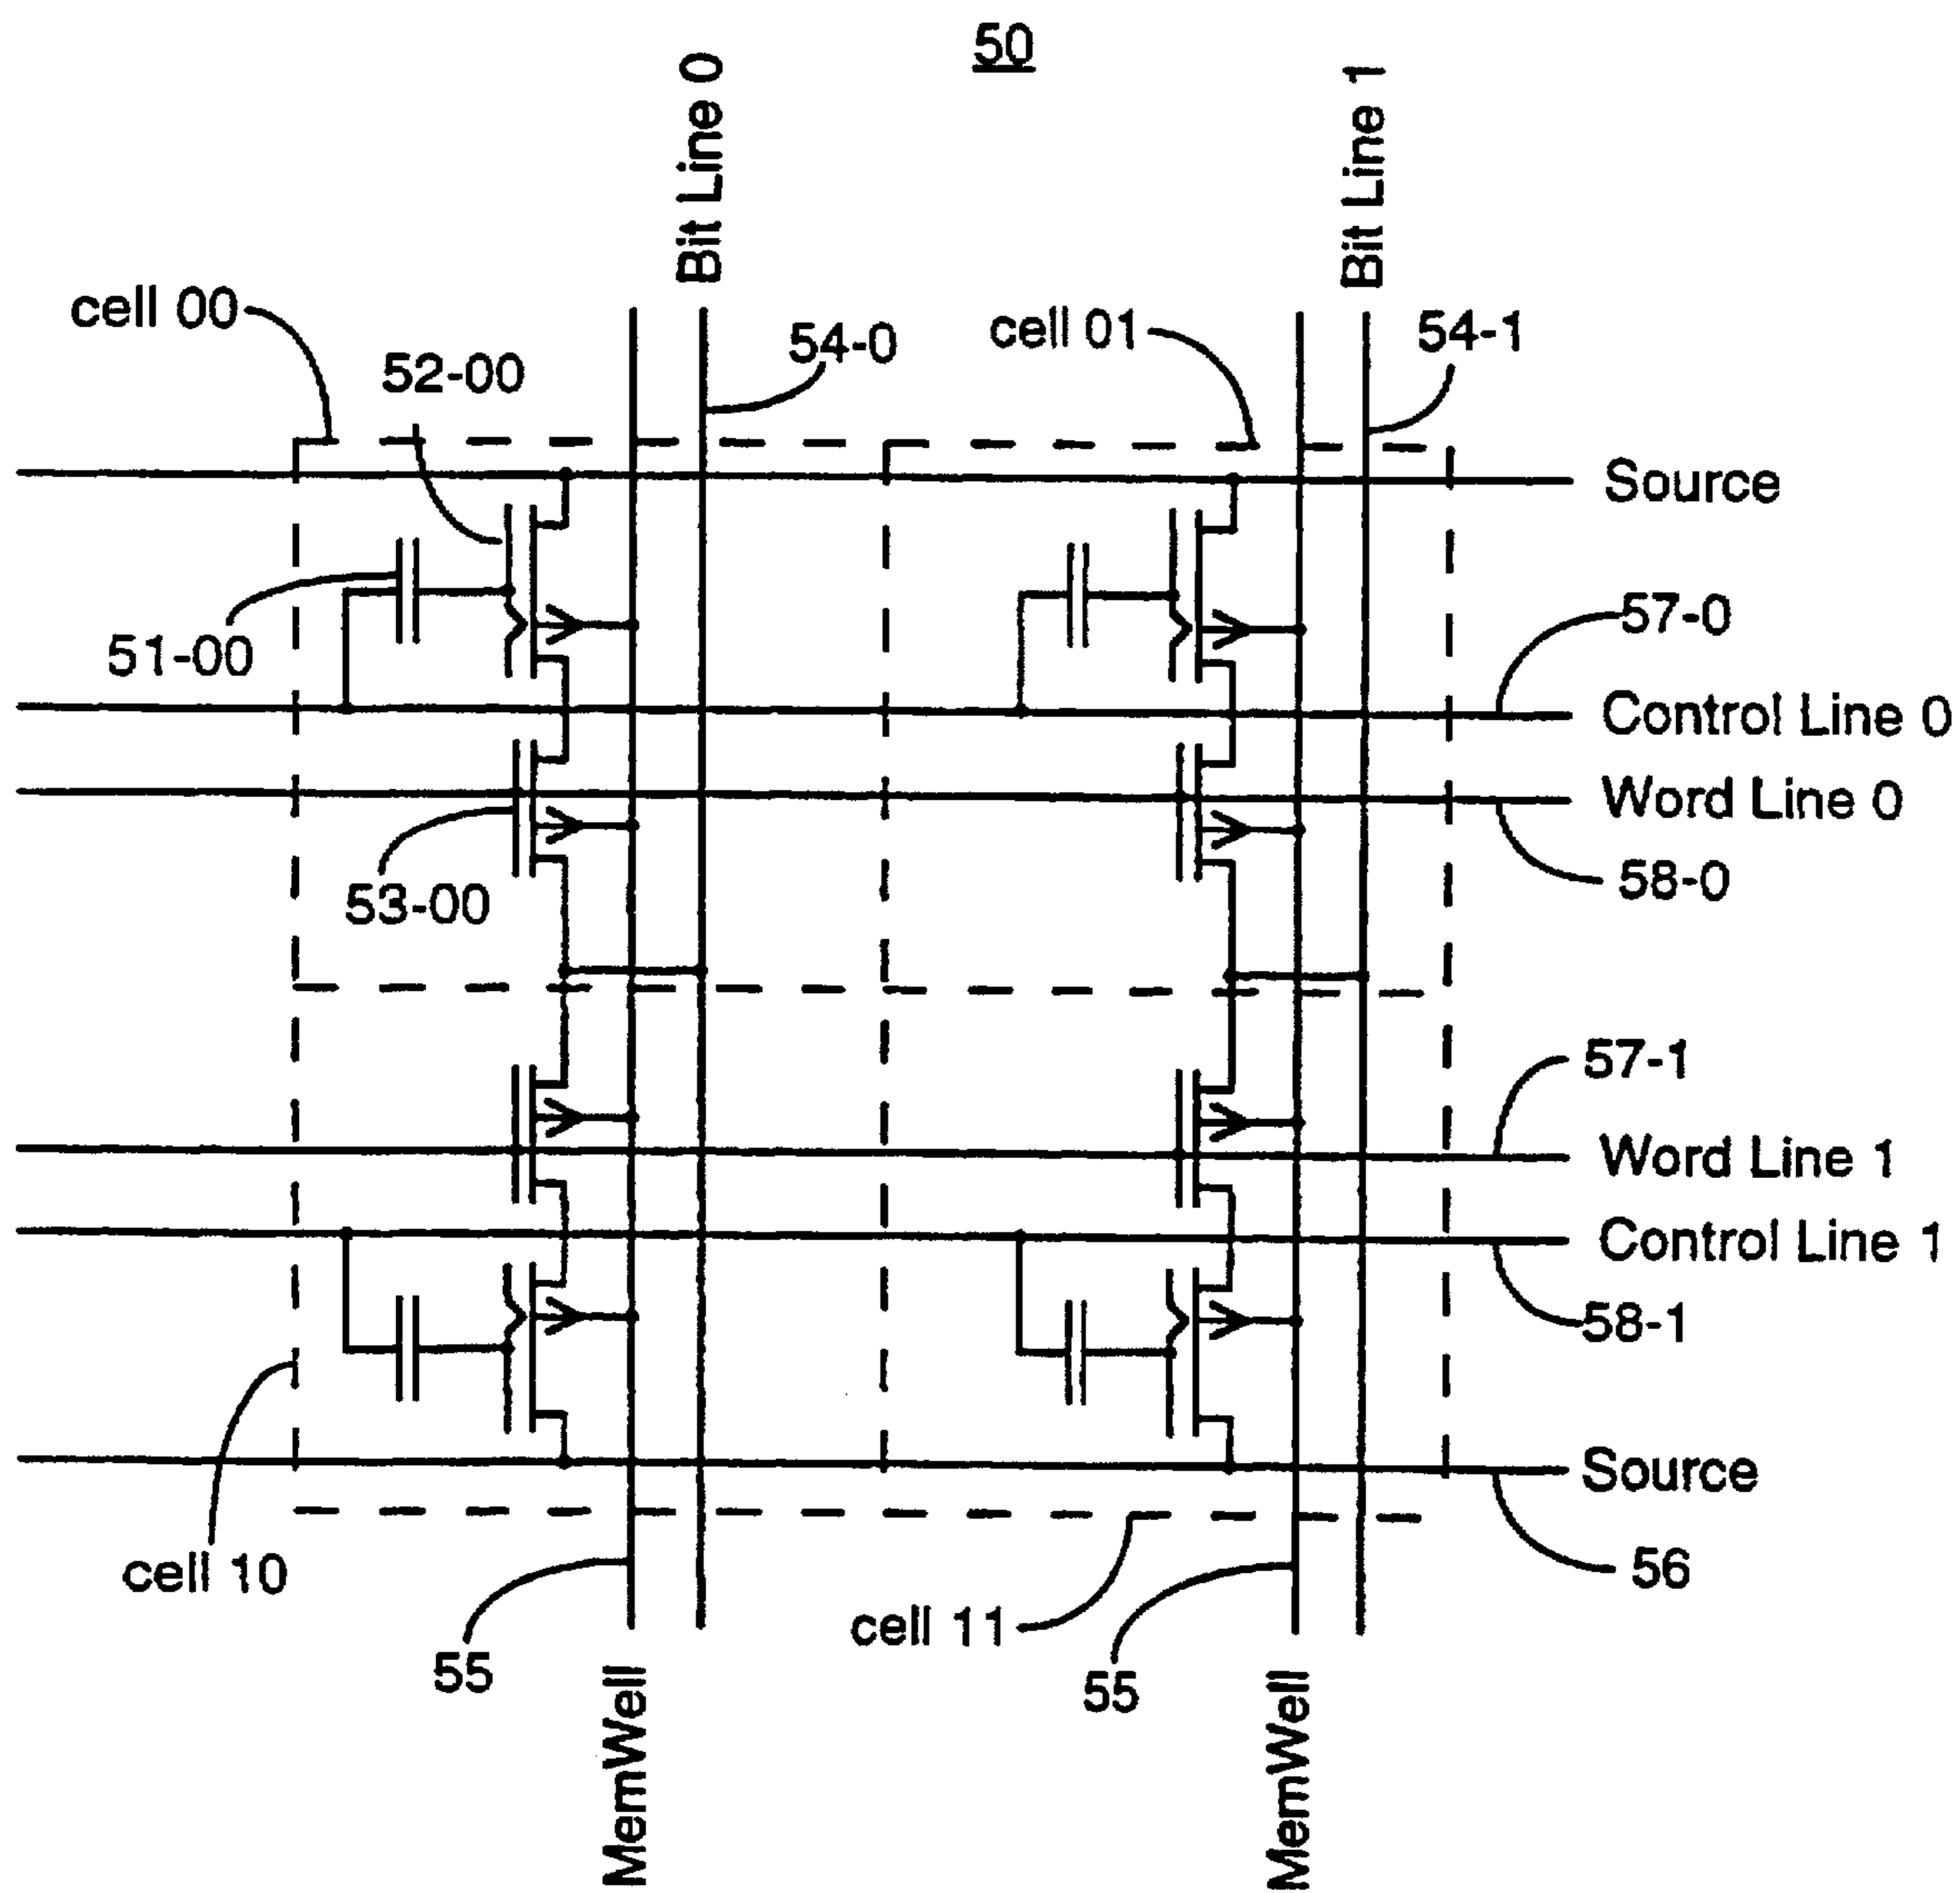 50
Bit Line 0
Bit Line 1
cell 00
52-00
54-0
cell 01
54-1
Source
51-00
57-0
Control Line 0
Word Line 0
53-00
58-0
57-1
Word Line 1
Control Line 1
58-1
Source
cell 10
56
cell 11
55
55
MemWell
MemWell